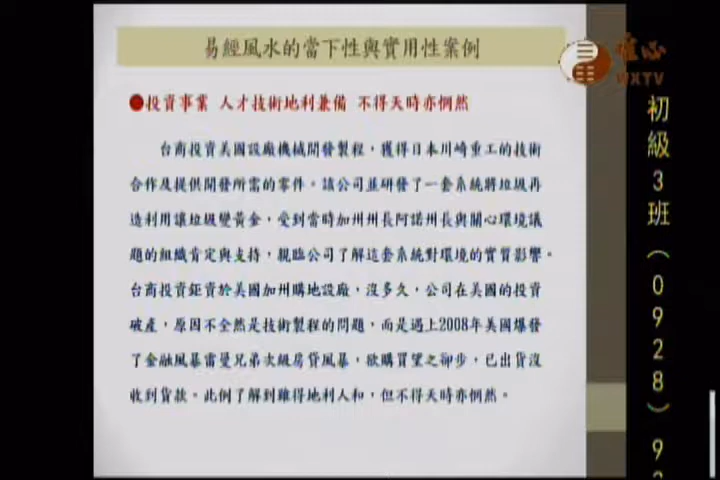 易經風水的當下性與實用性案例
●投資事業 人才技術地利兼備 不得天時亦惘然
台商投資美國設廠機械開發製程，獲得日本川崎重工的技術
合作及提供開發所需的零件。該公司並研發了一套系統將垃圾再
造利用讓垃圾變黃金，受到當時加州州長阿諾州長與關心環境議
題的組織肯定與支持，親臨公司了解這套系統對環境的實質影響。
台商投資鉅資於美國加州購地設廠，沒多久，公司在美國的投資
破產，原因不全然是技術製程的問題，而是遇上2008年美國爆發
了金融風暴雷曼兄弟次級房貸風暴，欲購買望之卻步，已出貨沒
收到貨款。此例了解到雖得地利人和，但不得天時亦惘然。
唯心
WXTV
初級3班（0928）9